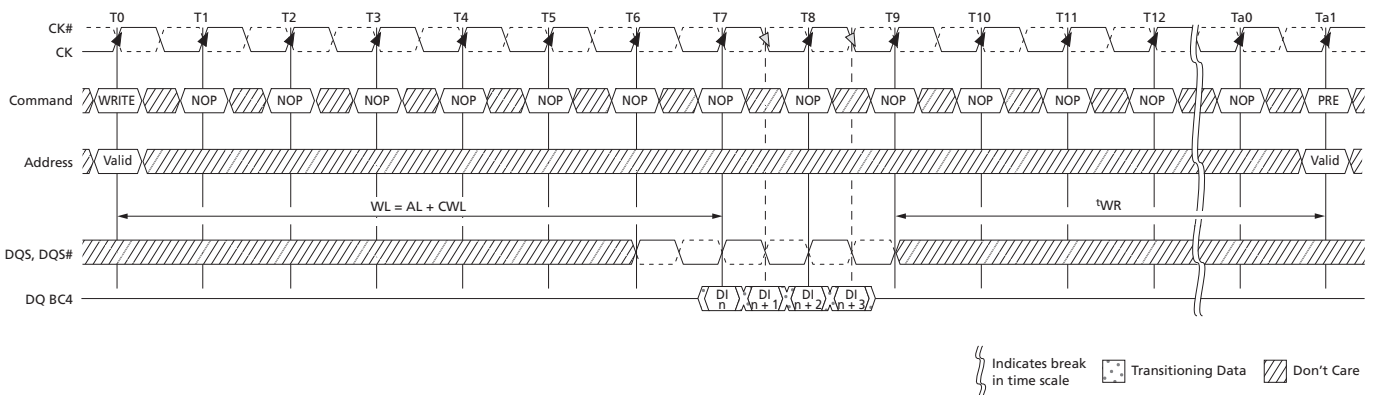 T0 T1 T2 T3 T4 T5 T6 T7 T8 T9 T10 T11 T12 Ta0 Ta1
CK#
CK
Command WRITE NOP NOP NOP NOP NOP NOP NOP NOP NOP NOP NOP NOP NOP PRE
Address Valid Valid
WL = AL + CWL tWR
DQS, DQS#
DQ BC4 DI n DI n + 1 DI n + 2 DI n + 3
Indicates break
in time scale
Transitioning Data Don't Care